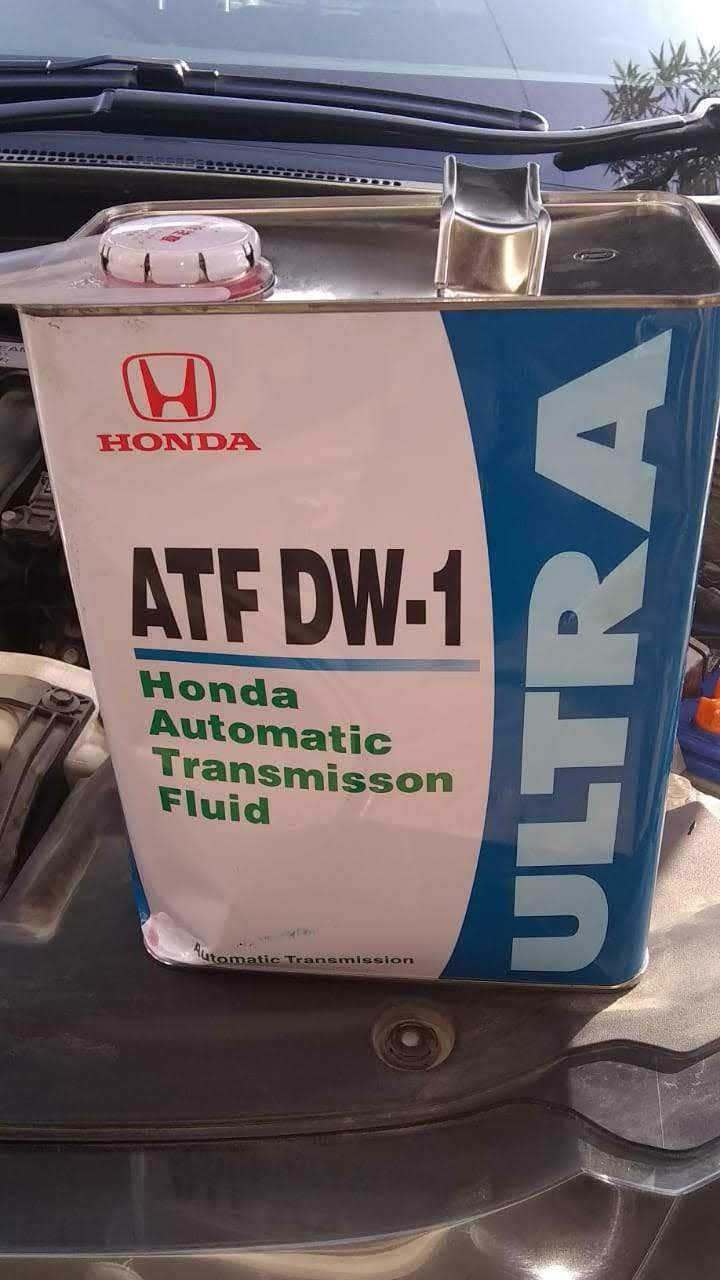 HONDA
ATF DW-1
Honda
Automatic
Transmisson
Fluid
Automatic Transmission
ULTRA